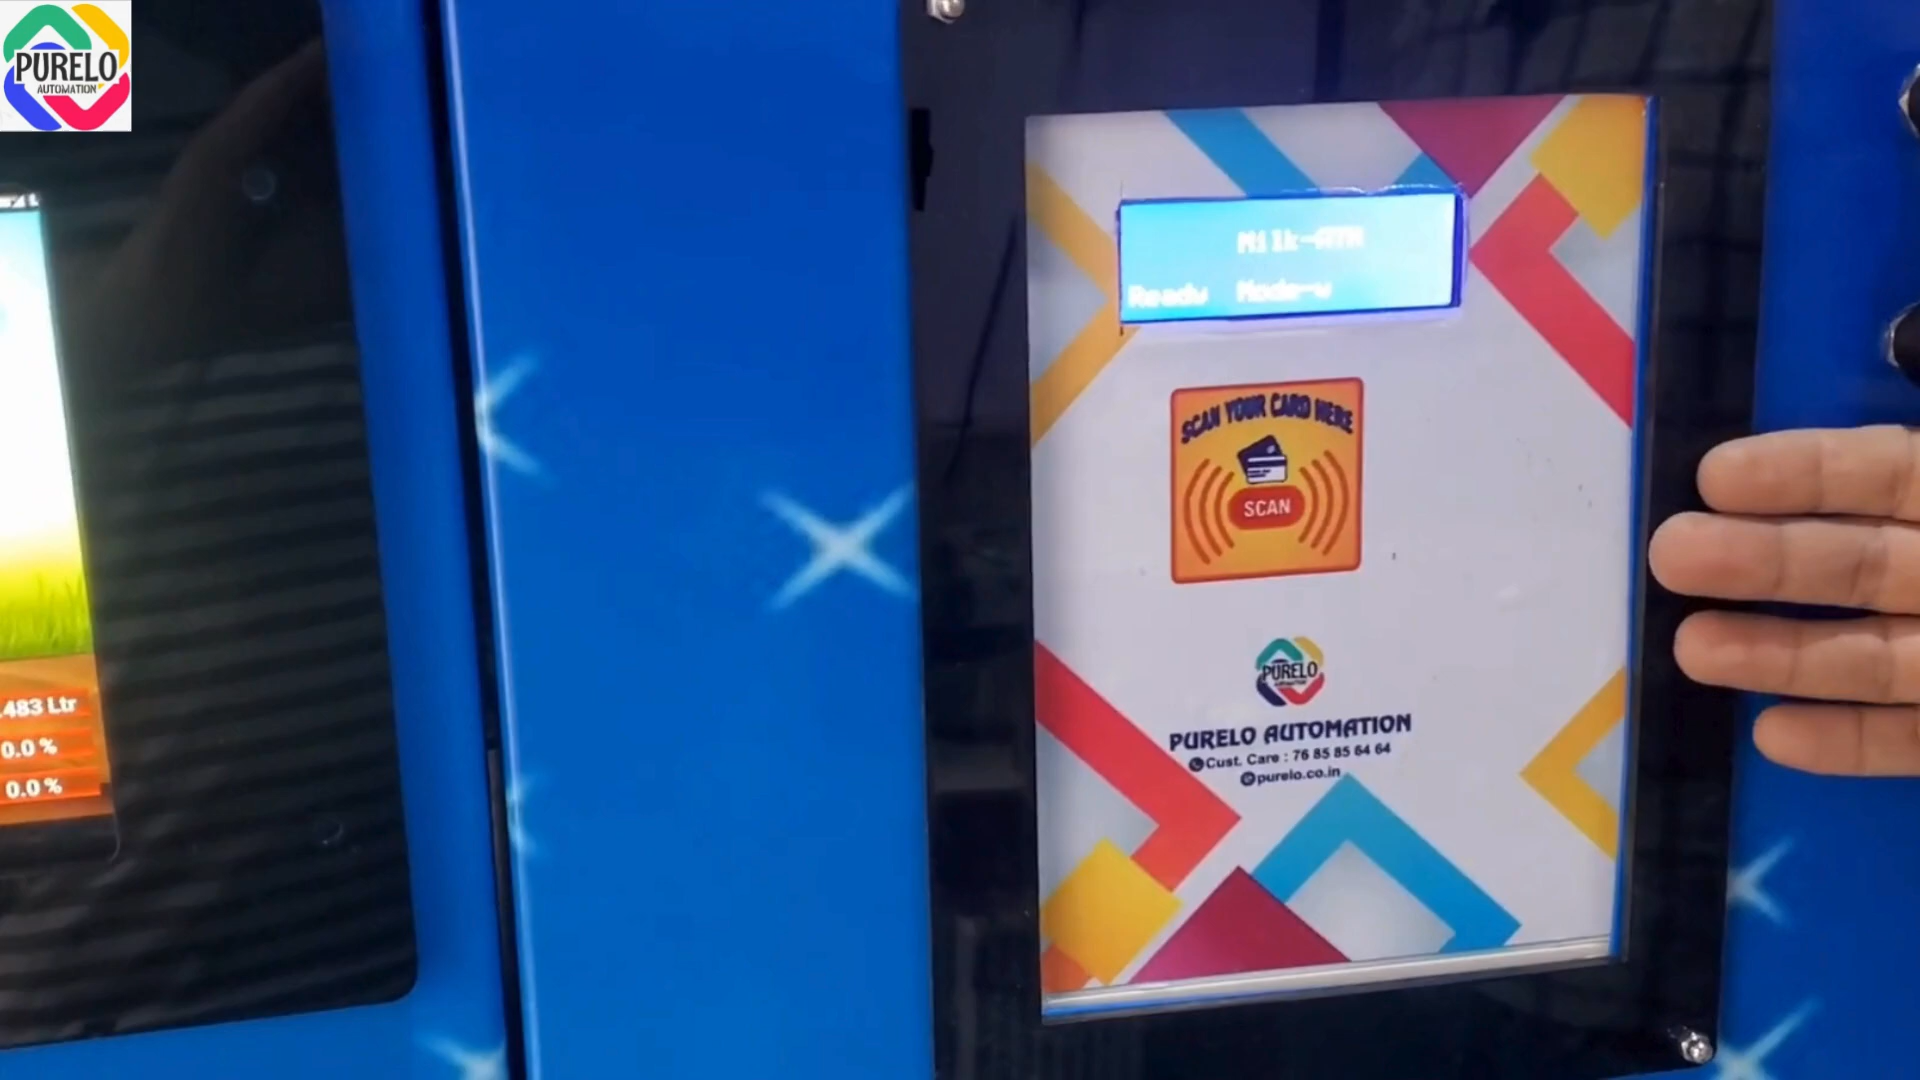 PURELO
AUTOMATION
.483 Ltr
0.0 %
0.0 %
Milk-ATM
Ready Mode-w
SCAN YOUR CARD HERE
SCAN
PURELO
AUTOMATION
PURELO AUTOMATION
Cust. Care : 76 85 85 64 64
purelo.co.in